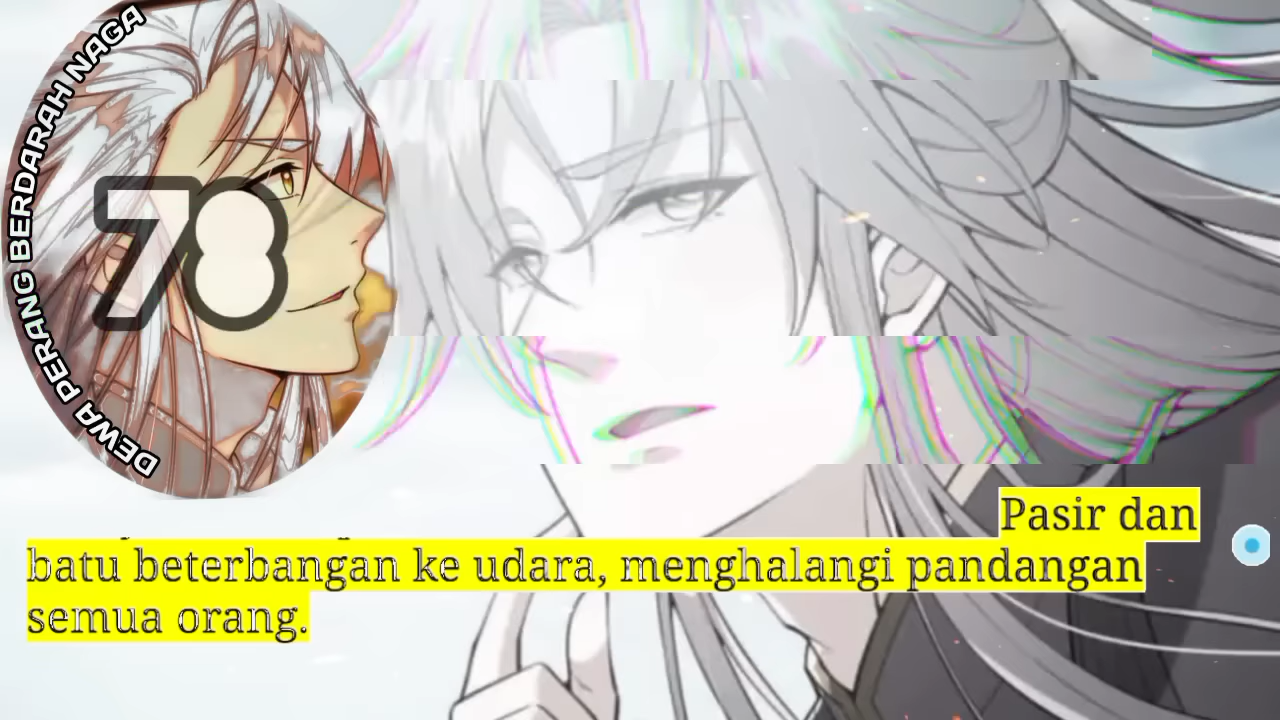 DEWA PERANG BERDARAH NAGA
78
Pasir dan
batu beterbangan ke udara, menghalangi pandangan
semua orang.